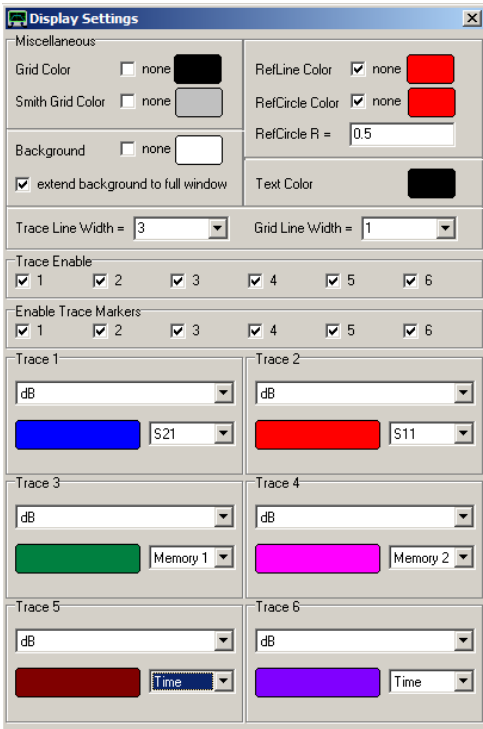 Display Settings
Miscellaneous
Grid Color none
Smith Grid Color none
RefLine Color none
RefCircle Color none
RefCircle R = 0.5
Background none
extend background to full window
Text Color
Trace Line Width = 3 Grid Line Width = 1
Trace Enable
1 2 3 4 5 6
Enable Trace Markers
1 2 3 4 5 6
Trace 1
dB
S21
Trace 2
dB
S11
Trace 3
dB
Memory 1
Trace 4
dB
Memory 2
Trace 5
dB
Time
Trace 6
dB
Time